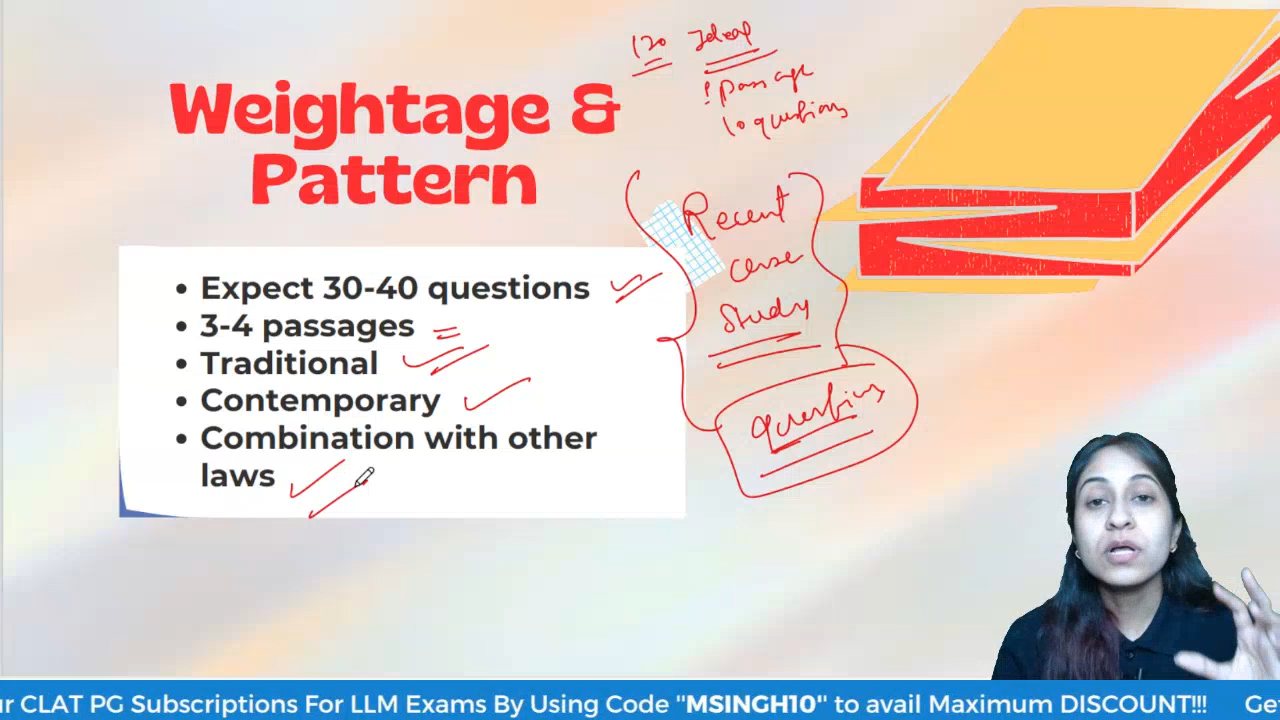 Weightage &
Pattern
120 Ideal
1 passage
10 questions
Recent
case
study
questions
• Expect 30-40 questions
• 3-4 passages
• Traditional
• Contemporary
• Combination with other
laws
ur CLAT PG Subscriptions For LLM Exams By Using Code "MSINGH10" to avail Maximum DISCOUNT!!! Ge